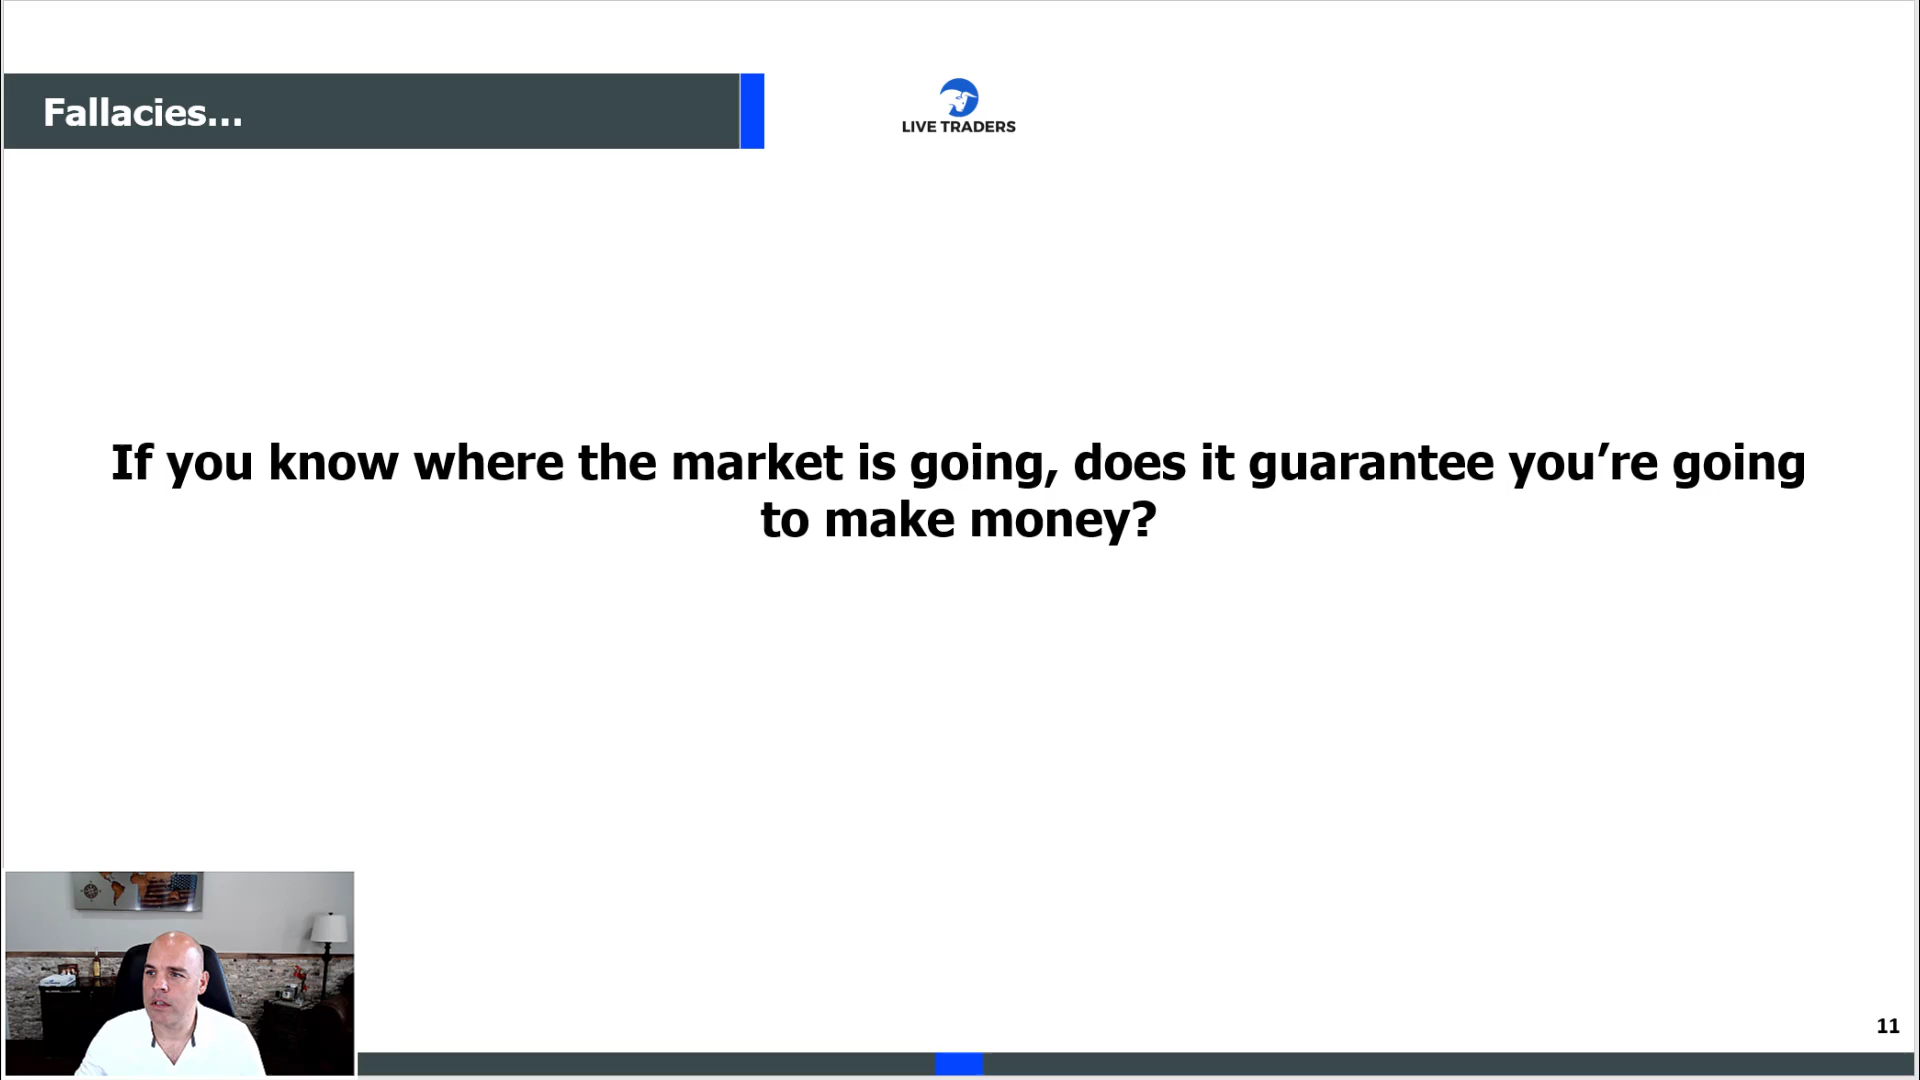 Fallacies...
LIVE TRADERS
If you know where the market is going, does it guarantee you’re going
to make money?
11